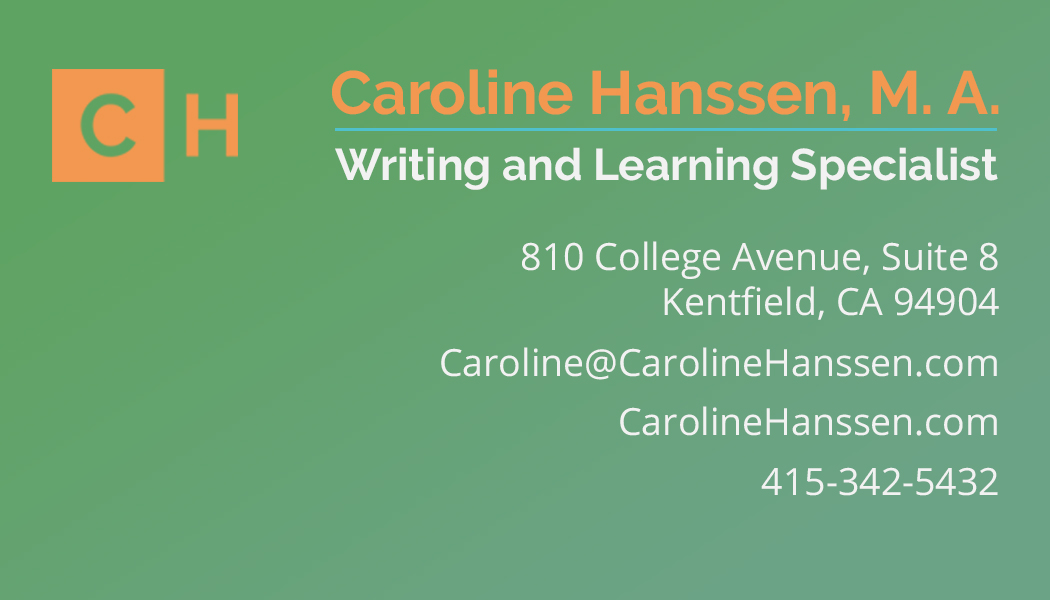 C H
Caroline Hanssen, M. A.
Writing and Learning Specialist
810 College Avenue, Suite 8
Kentfield, CA 94904
Caroline@CarolineHanssen.com
CarolineHanssen.com
415-342-5432